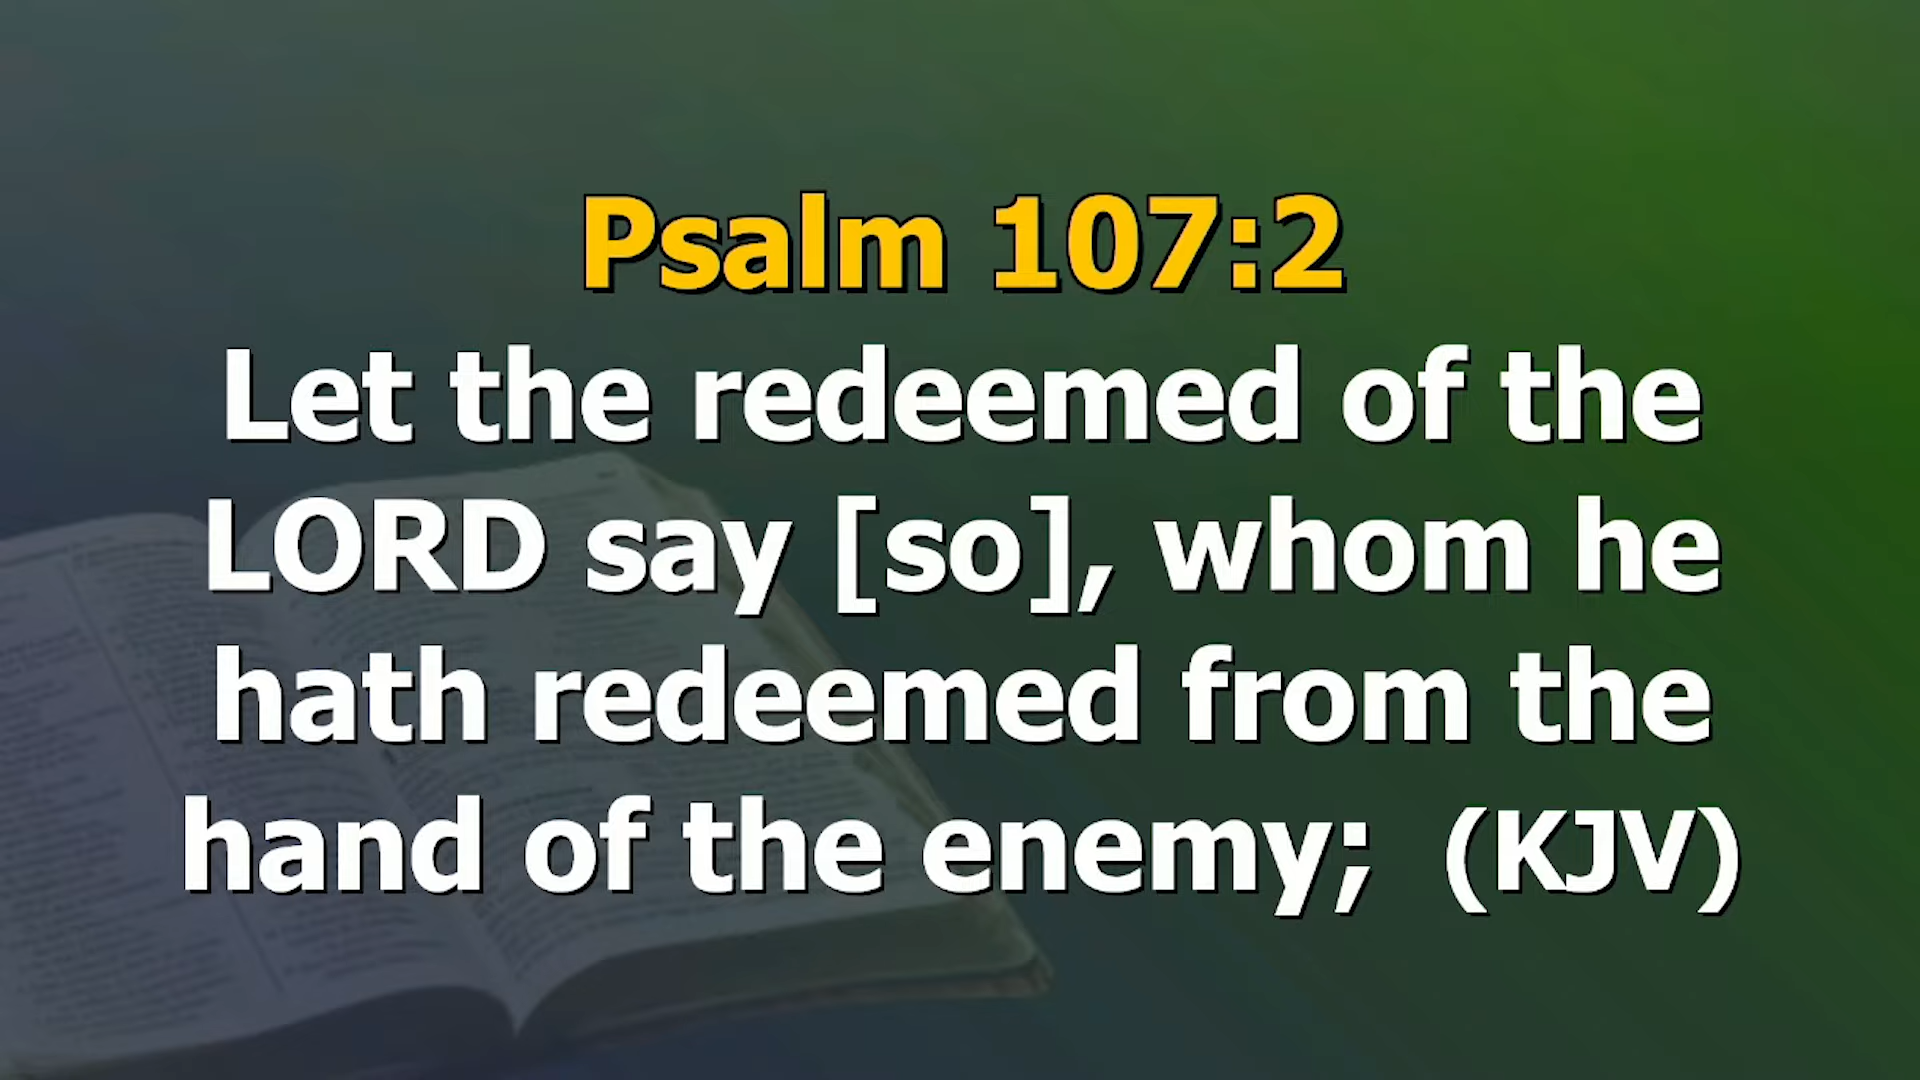 Psalm 107:2
Let the redeemed of the
LORD say [so], whom he
hath redeemed from the
hand of the enemy; (KJV)